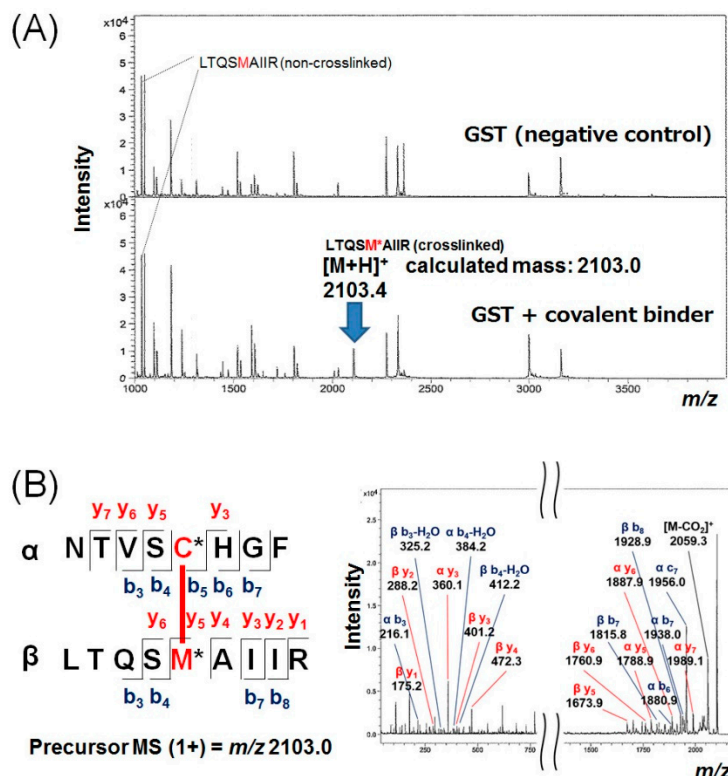 (A)
x10⁴
5
4
3
2
1
0
LTQSMAIIR (non-crosslinked)
GST (negative control)
Intensity
x10⁴
5
4
3
2
1
0
LTQSM*AIIR (crosslinked)
[M+H]⁺ calculated mass: 2103.0
2103.4
GST + covalent binder
1000 1500 2000 2500 3000
m/z
(B)
y₇ y₆ y₅ y₃
α N T V S C* H G F
b₃ b₄ b₅ b₆ b₇
y₆ y₅ y₄ y₃ y₂ y₁
β L T Q S M* A I I R
b₃ b₄ b₇ b₈
Precursor MS (1+) = m/z 2103.0
x10⁴
2.0
1.5
1.0
0.5
0.0
Intensity
β b₃-H₂O
325.2
α b₄-H₂O
384.2
β y₂
288.2
α y₃
360.1
β b₄-H₂O
412.2
α b₃
216.1
β y₃
401.2
β y₁
175.2
β y₄
472.3
β b₈
1928.9
[M-CO₂]⁺
2059.3
α y₆
1887.9
α c₇
1956.0
β b₇
1815.8
α b₇
1938.0
β y₆
1760.9
α y₅
1788.9
α y₇
1989.1
β y₅
1673.9
α b₆
1880.9
250 500 750 1500 1750 2000
m/z